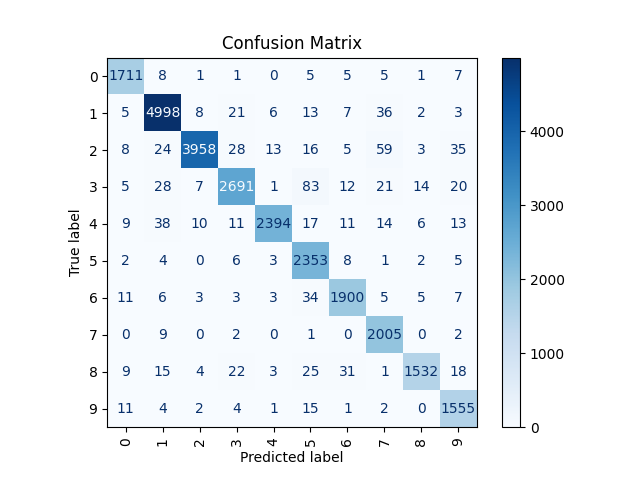 Confusion Matrix
0 1711 8 1 1 0 5 5 5 1 7
1 5 4998 8 21 6 13 7 36 2 3
2 8 24 3958 28 13 16 5 59 3 35
3 5 28 7 2691 1 83 12 21 14 20
4 9 38 10 11 2394 17 11 14 6 13
5 2 4 0 6 3 2353 8 1 2 5
6 11 6 3 3 3 34 1900 5 5 7
7 0 9 0 2 0 1 0 2005 0 2
8 9 15 4 22 3 25 31 1 1532 18
9 11 4 2 4 1 15 1 2 0 1555
0 1 2 3 4 5 6 7 8 9
Predicted label
True label
4000
3000
2000
1000
0